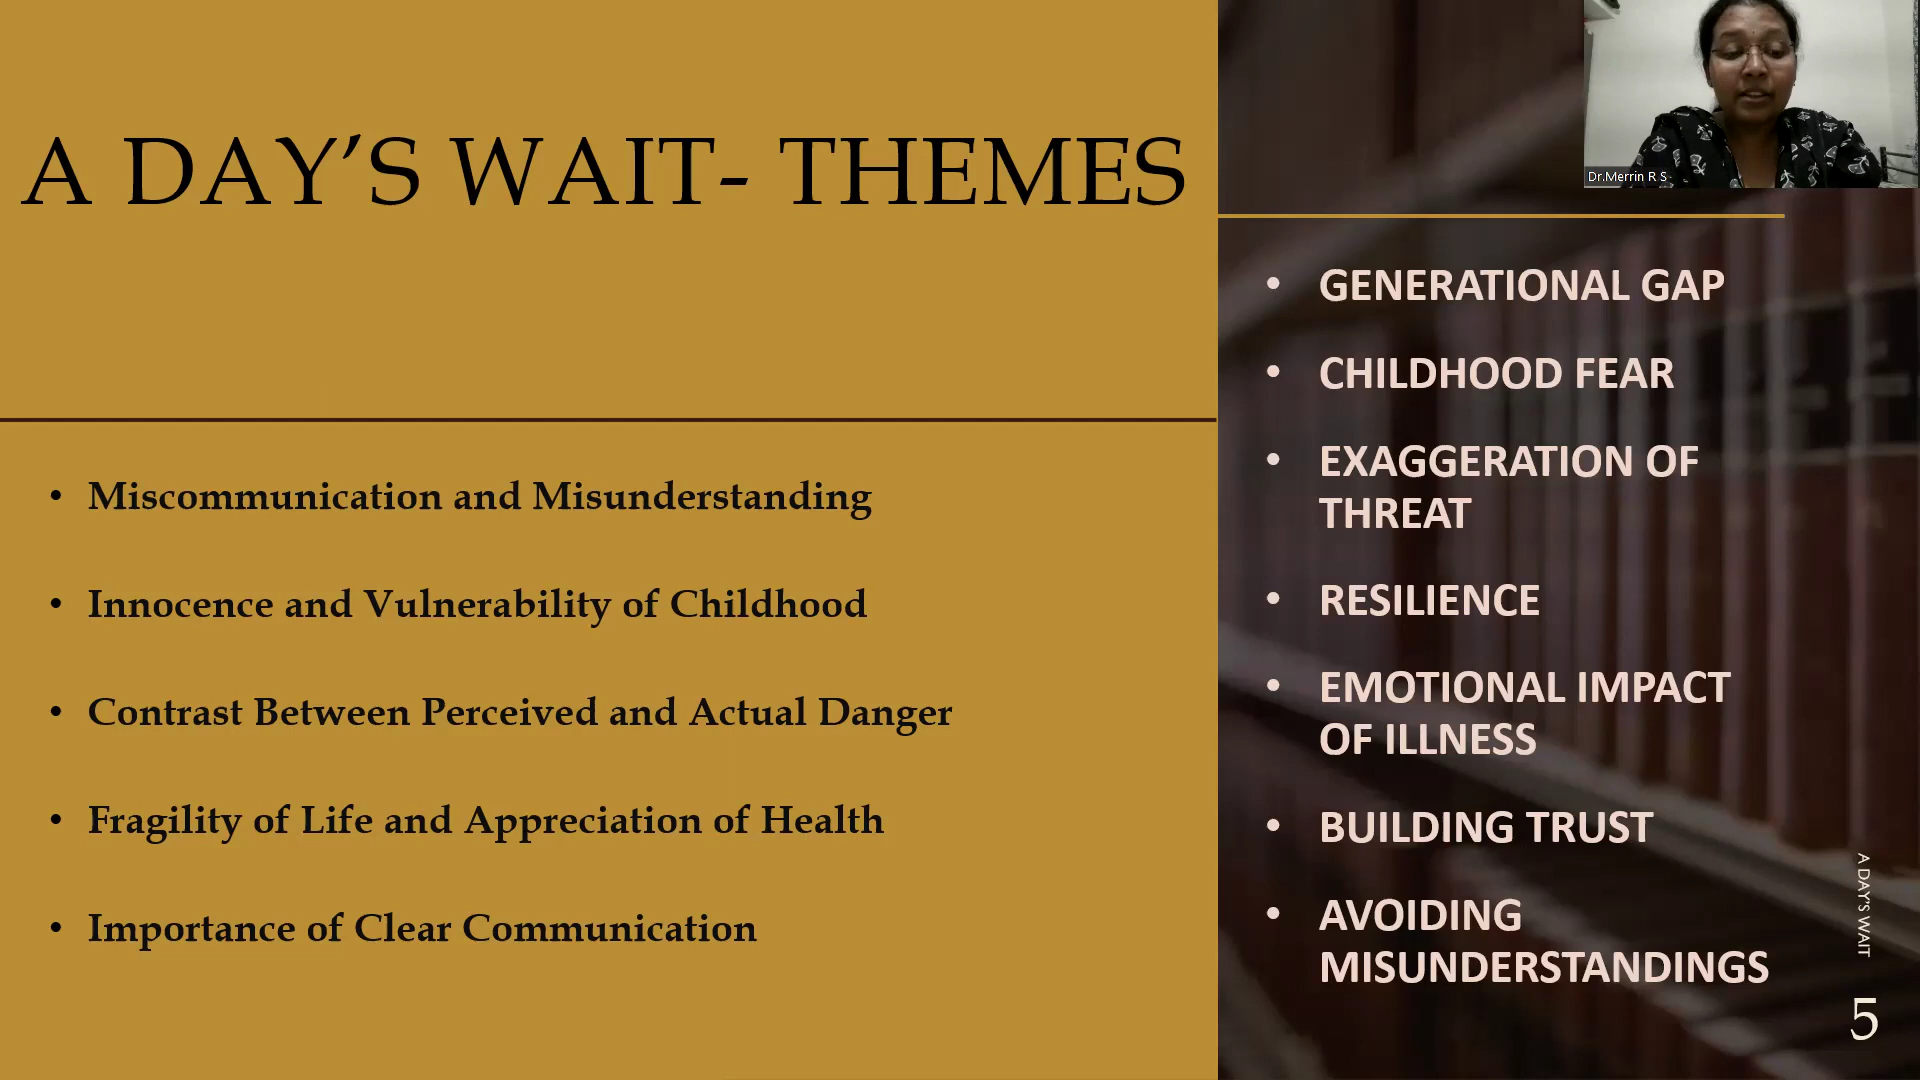 A DAY’S WAIT- THEMES
• Miscommunication and Misunderstanding
• Innocence and Vulnerability of Childhood
• Contrast Between Perceived and Actual Danger
• Fragility of Life and Appreciation of Health
• Importance of Clear Communication
Dr.Merrin R S
• GENERATIONAL GAP
• CHILDHOOD FEAR
• EXAGGERATION OF
THREAT
• RESILIENCE
• EMOTIONAL IMPACT
OF ILLNESS
• BUILDING TRUST
• AVOIDING
MISUNDERSTANDINGS
A DAY'S WAIT
5